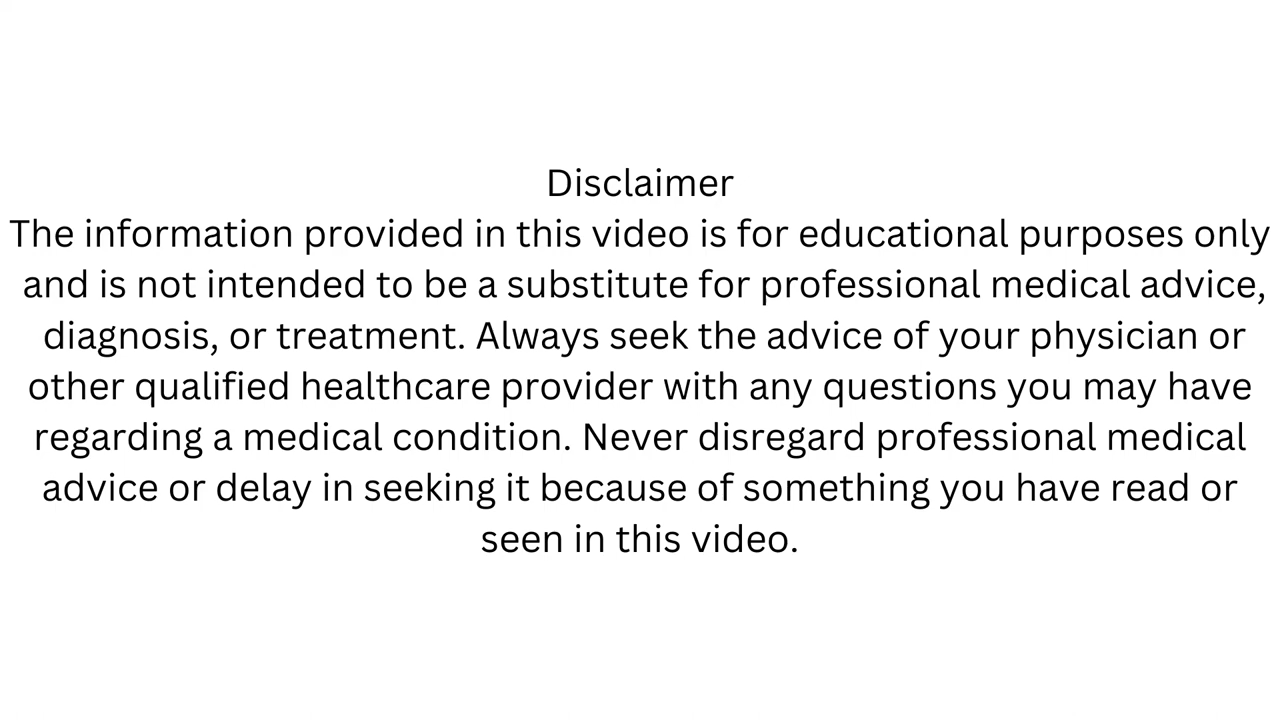 Disclaimer
The information provided in this video is for educational purposes only
and is not intended to be a substitute for professional medical advice,
diagnosis, or treatment. Always seek the advice of your physician or
other qualified healthcare provider with any questions you may have
regarding a medical condition. Never disregard professional medical
advice or delay in seeking it because of something you have read or
seen in this video.